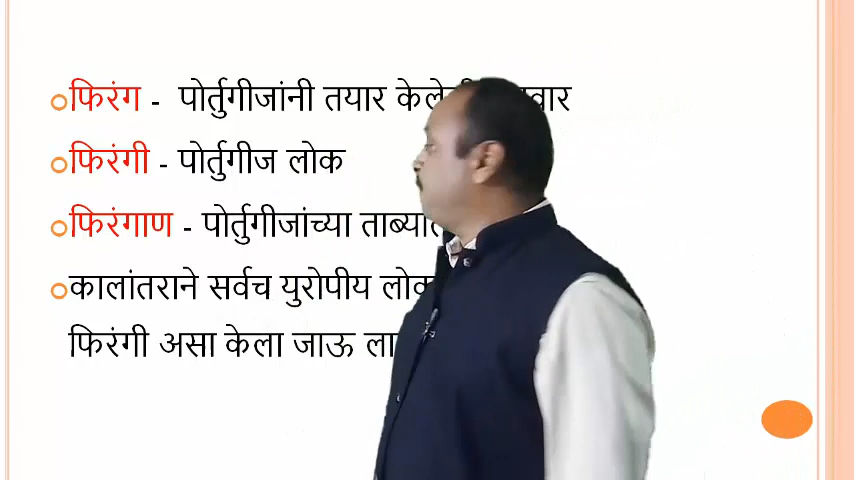 फिरंग - पोर्तुगीजांनी तयार
फिरंगी - पोर्तुगीज लोक
फिरंगाण - पोर्तुगीजांच्या
कालांतराने सर्वच युरोपीय
फिरंगी असा केला जाऊ